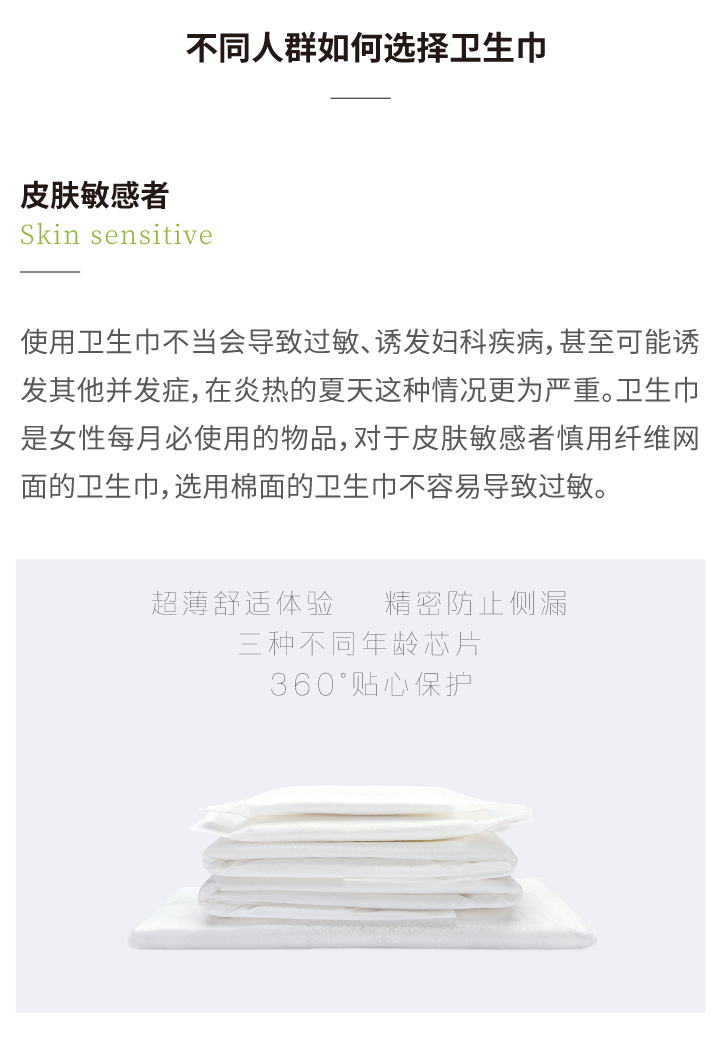 不同人群如何选择卫生巾
皮肤敏感者
Skin sensitive
使用卫生巾不当会导致过敏、诱发妇科疾病，甚至可能诱
发其他并发症，在炎热的夏天这种情况更为严重。卫生巾
是女性每月必使用的物品，对于皮肤敏感者慎用纤维网
面的卫生巾，选用棉面的卫生巾不容易导致过敏。
超薄舒适体验 精密防止侧漏
三种不同年龄芯片
360°贴心保护